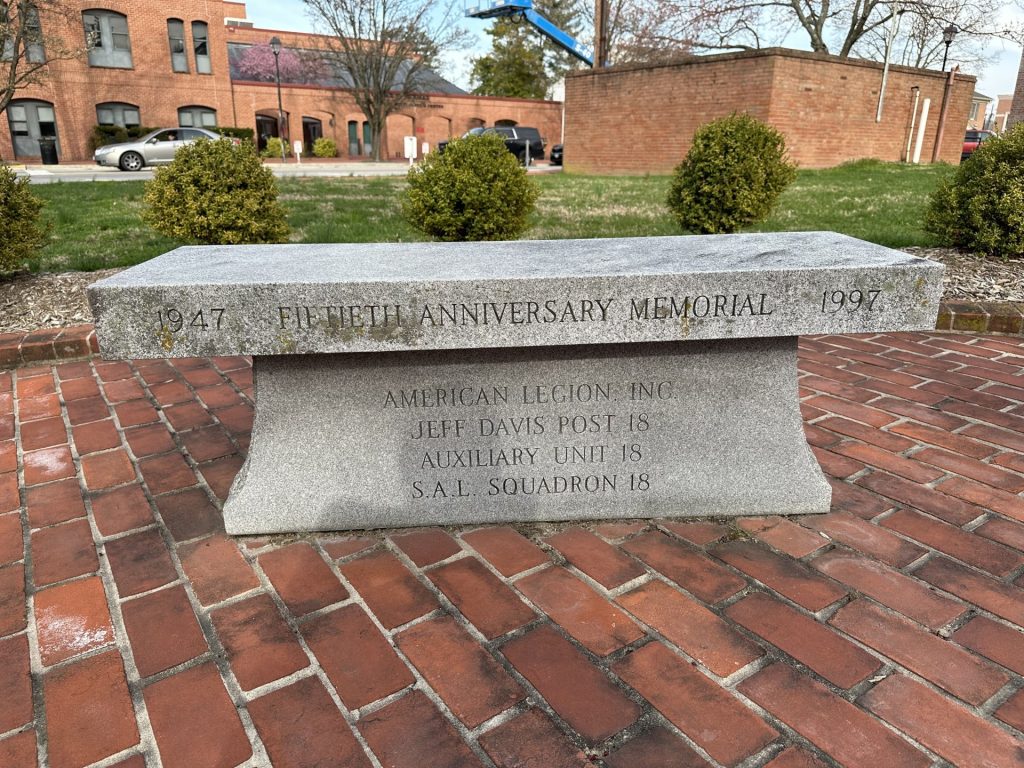 1947 FIFTIETH ANNIVERSARY MEMORIAL 1997
AMERICAN LEGION, INC.
JEFF DAVIS POST 18
AUXILIARY UNIT 18
S.A.L. SQUADRON 18